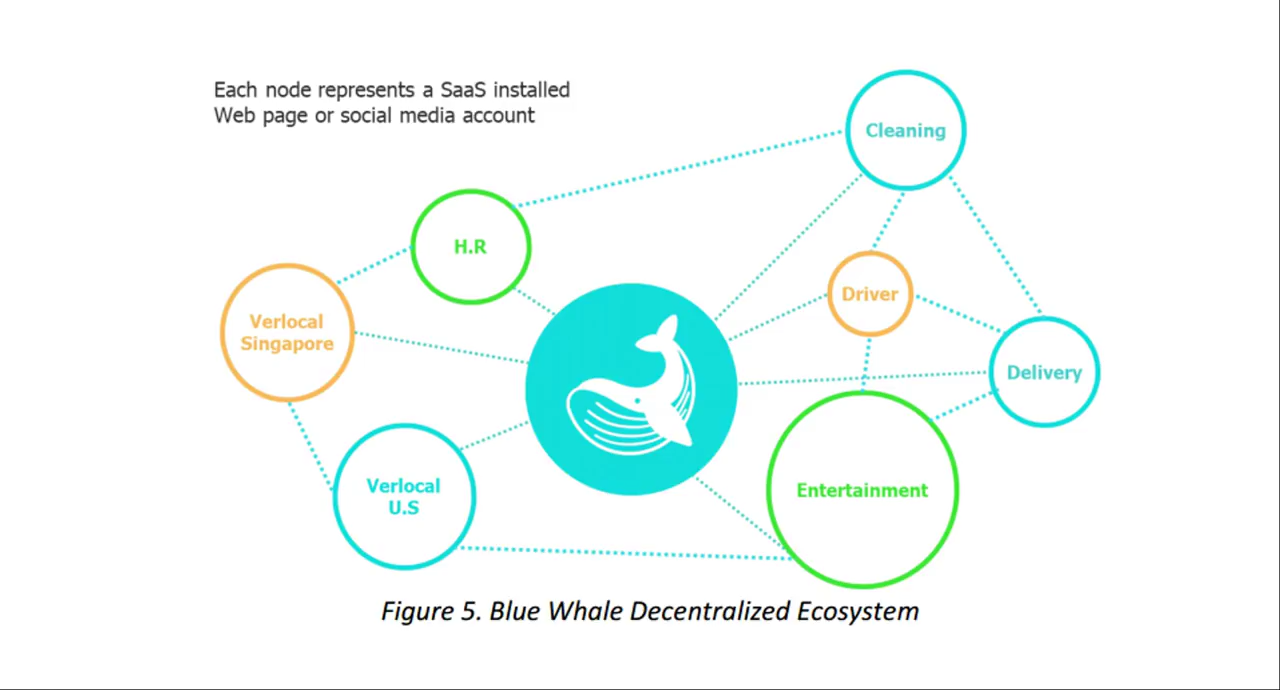 Each node represents a SaaS installed
Web page or social media account
Cleaning
H.R
Driver
Verlocal
Singapore
Delivery
Verlocal
U.S
Entertainment
Figure 5. Blue Whale Decentralized Ecosystem